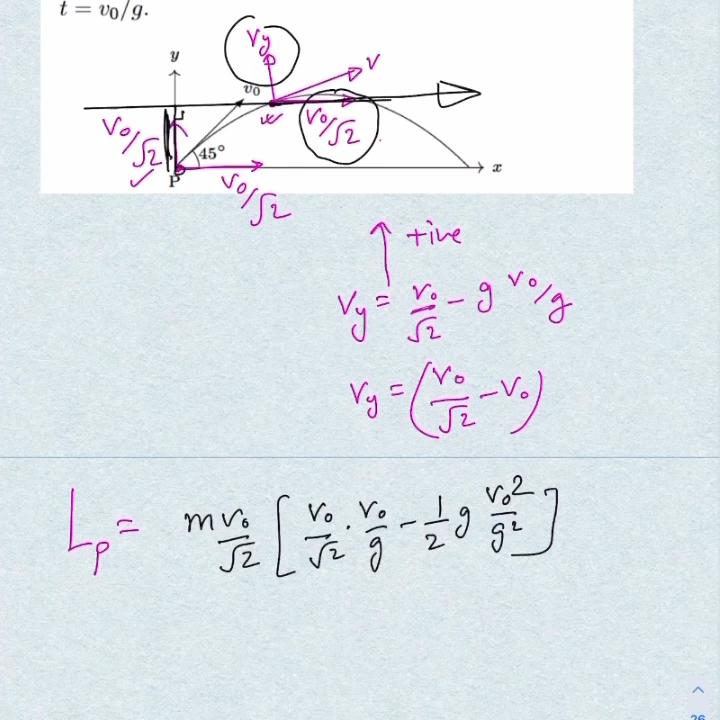 t = v₀/g.
y
Vy
V
v₀
V₀/√2
V₀/√2
45°
x
P
V₀/√2
+ive
Vy = V₀/√2 − g V₀/g
Vy = (V₀/√2 − V₀)
Lp = mV₀/√2 [V₀/√2 · V₀/g − 1/2 g V₀²/g²]